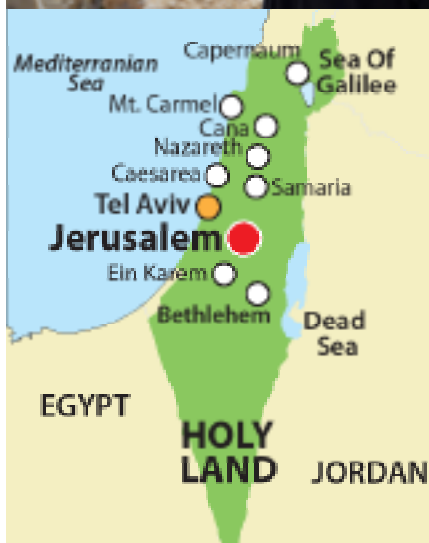 Capernaum
Mediterranian
Sea
Sea Of
Galilee
Mt. Carmel
Cana
Nazareth
Caesarea
Samaria
Tel Aviv
Jerusalem
Ein Karem
Bethlehem
Dead
Sea
EGYPT
HOLY
LAND
JORDAN